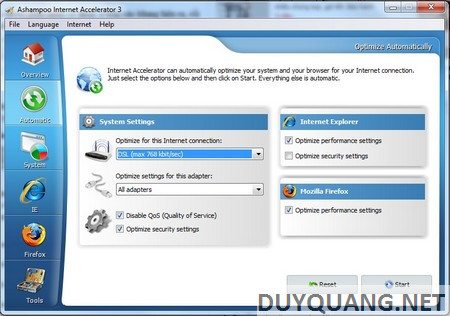 Ashampoo Internet Accelerator 3
File Language Internet Help
Optimize Automatically
Overview
Automatic
System
IE
Firefox
Tools
Internet Accelerator can automatically optimize your system and your browser for your Internet connection.
Just select the options below and then click on Start. Everything else is automatic.
System Settings
Optimize for this Internet connection:
DSL (max 768 kbit/sec)
Optimize settings for this adapter:
All adapters
Disable QoS (Quality of Service)
Optimize security settings
Internet Explorer
Optimize performance settings
Optimize security settings
Mozilla Firefox
Optimize performance settings
Reset
Start
DUYQUANG.NET